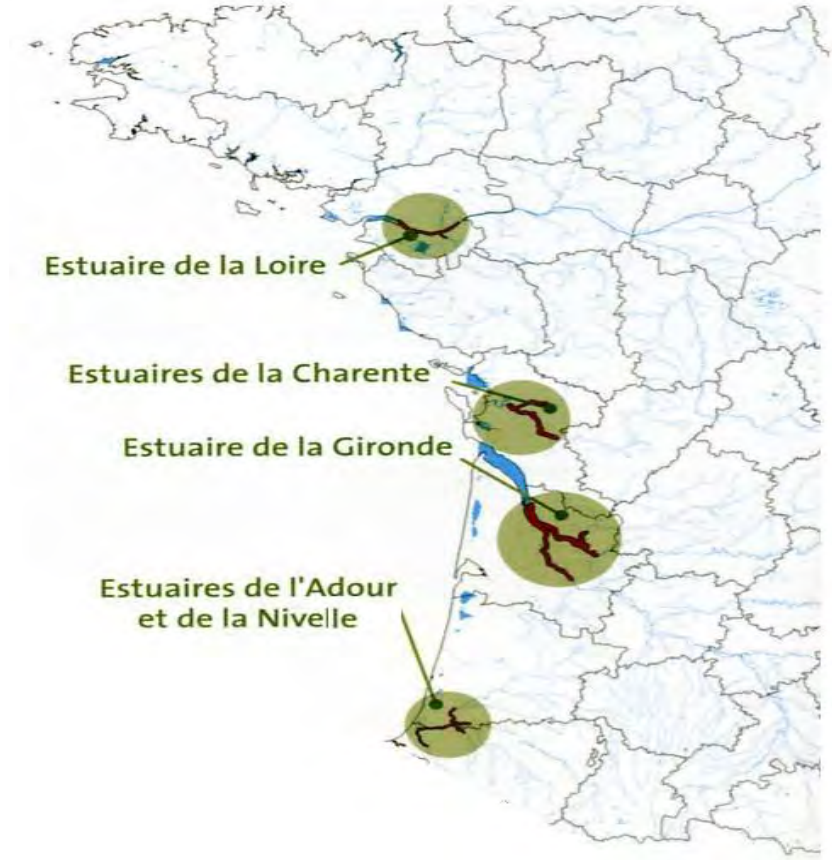 Estuaire de la Loire
Estuaires de la Charente
Estuaire de la Gironde
Estuaires de l'Adour
et de la Nivelle